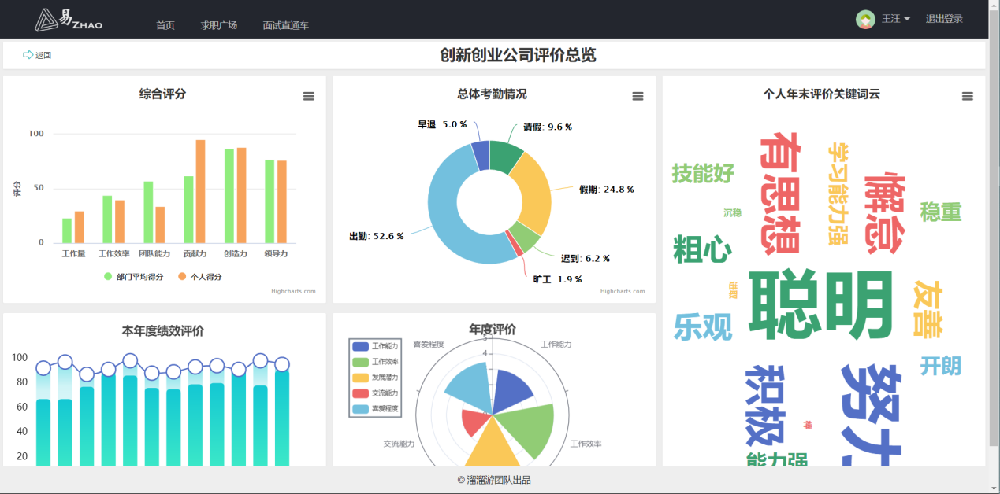 易ZHAO
首页 求职广场 面试直通车
王汪 退出登录
返回
创新创业公司评价总览
综合评分
100
50
0
评分
工作量 工作效率 团队能力 贡献力 创造力 领导力
部门平均得分 个人得分
Highcharts.com
总体考勤情况
早退: 5.0 %
请假: 9.6 %
假期: 24.8 %
出勤: 52.6 %
迟到: 6.2 %
旷工: 1.9 %
Highcharts.com
个人年末评价关键词云
有思想
学习能力强
懈怠
技能好
沉稳
稳重
粗心
聪明
进取
友善
乐观
开朗
积极
努力
棒
能力强
本年度绩效评价
100
80
60
40
20
年度评价
工作能力
工作效率
发展潜力
交流能力
喜爱程度
喜爱程度
5
4
工作能力
交流能力
工作效率
© 溜溜游团队出品